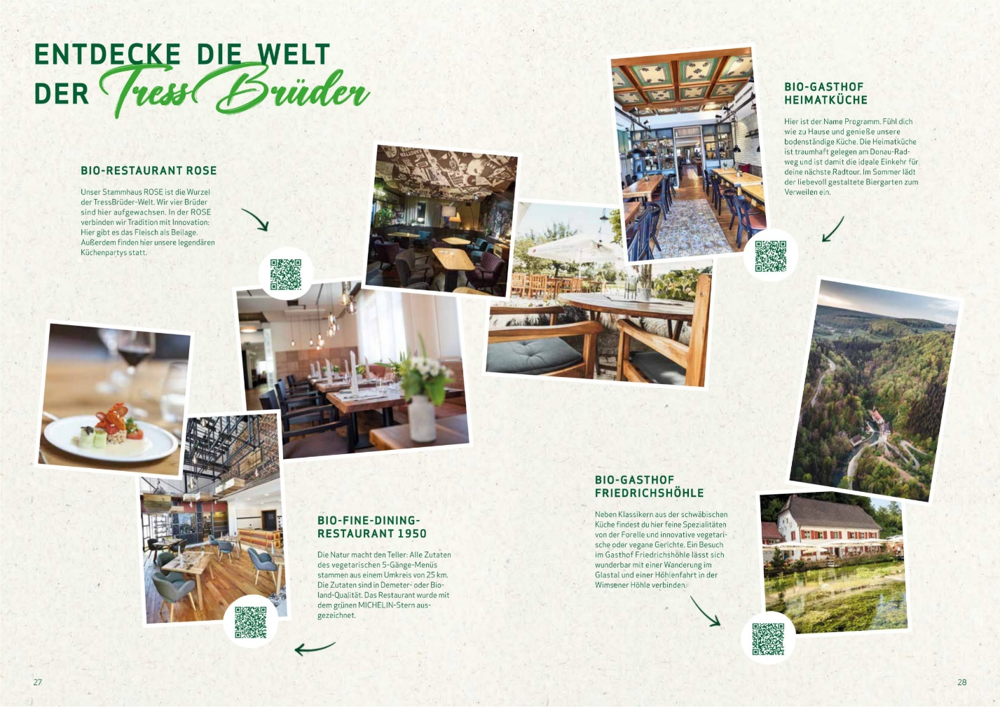 ENTDECKE DIE WELT
DER TressBrüder
BIO-RESTAURANT ROSE
Unser Stammhaus ROSE ist die Wurzel
der TressBrüder-Welt. Wir vier Brüder
sind hier aufgewachsen. In der ROSE
verbinden wir Tradition mit Innovation:
Hier gibt es das Fleisch als Beilage.
Außerdem finden hier unsere legendären
Küchenpartys statt.
BIO-FINE-DINING-
RESTAURANT 1950
Die Natur macht den Teller: Alle Zutaten
des vegetarischen 5-Gänge-Menüs
stammen aus einem Umkreis von 25 km.
Die Zutaten sind in Demeter- oder Bio-
land-Qualität. Das Restaurant wurde mit
dem grünen MICHELIN-Stern aus-
gezeichnet.
27
BIO-GASTHOF
HEIMATKÜCHE
Hier ist der Name Programm. Fühl dich
wie zu Hause und genieße unsere
bodenständige Küche. Die Heimatküche
ist traumhaft gelegen am Donau-Rad-
weg und ist damit die ideale Einkehr für
deine nächste Radtour. Im Sommer lädt
der liebevoll gestaltete Biergarten zum
Verweilen ein.
BIO-GASTHOF
FRIEDRICHSHÖHLE
Neben Klassikern aus der schwäbischen
Küche findest du hier feine Spezialitäten
von der Forelle und innovative vegetari-
sche oder vegane Gerichte. Ein Besuch
im Gasthof Friedrichshöhle lässt sich
wunderbar mit einer Wanderung im
Glastal und einer Höhlenfahrt in der
Wimsener Höhle verbinden.
28